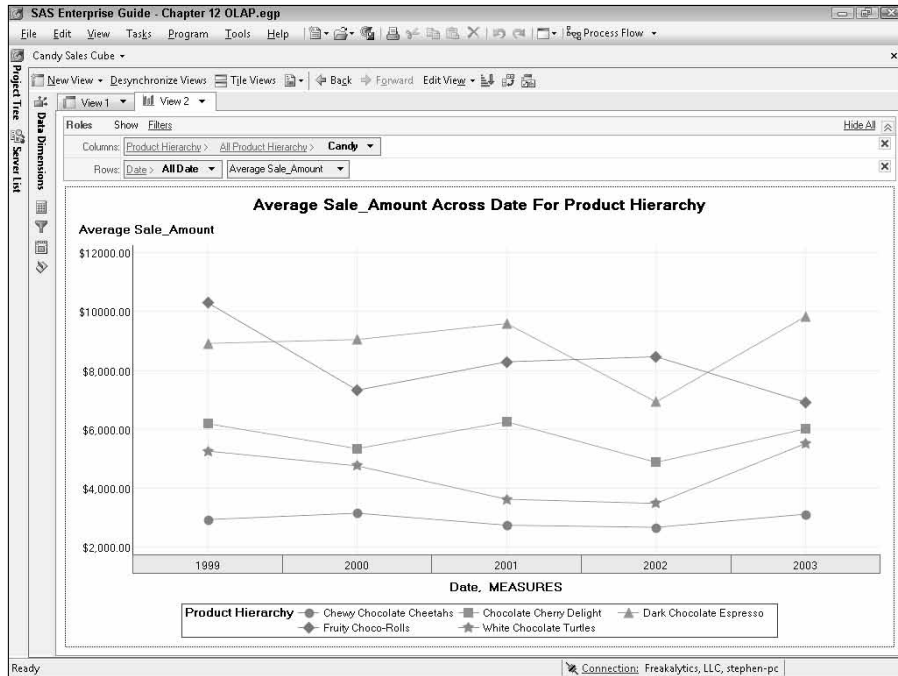 SAS Enterprise Guide - Chapter 12 OLAP.egp
File Edit View Tasks Program Tools Help Process Flow
Candy Sales Cube
New View Desynchronize Views Tile Views Back Forward Edit View
Project Tree
Server List
View 1 View 2
Data Dimensions
Roles Show Filters Hide All
Columns: Product Hierarchy > All Product Hierarchy > Candy
Rows: Date > All Date Average Sale_Amount
Average Sale_Amount Across Date For Product Hierarchy
Average Sale_Amount
$12000.00
$10000.00
$8,000.00
$6,000.00
$4,000.00
$2,000.00
1999 2000 2001 2002 2003
Date, MEASURES
Product Hierarchy Chewy Chocolate Cheetahs Chocolate Cherry Delight Dark Chocolate Espresso
Fruity Choco-Rolls White Chocolate Turtles
Ready Connection: Freakalytics, LLC, stephen-pc